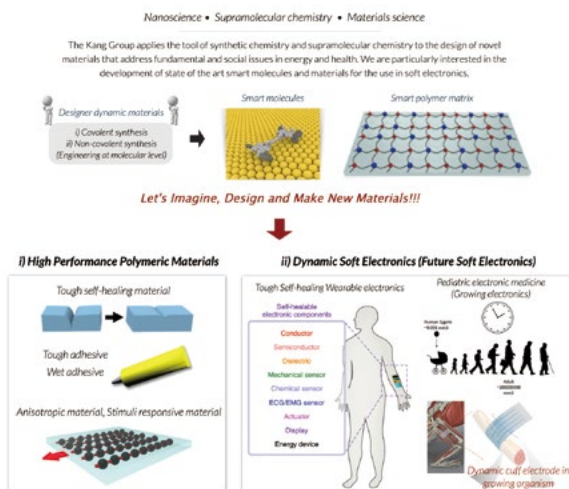 Nanoscience • Supramolecular chemistry • Materials science
The Kang Group applies the tool of synthetic chemistry and supramolecular chemistry to the design of novel
materials that address fundamental and social issues in energy and health. We are particularly interested in the
development of state of the art smart molecules and materials for the use in soft electronics.
Designer dynamic materials
i) Covalent synthesis
ii) Non-covalent synthesis
(Engineering at molecular level)
Smart molecules
Smart polymer matrix
Let's Imagine, Design and Make New Materials!!!
i) High Performance Polymeric Materials
Tough self-healing material
Tough adhesive
Wet adhesive
Anisotropic material, Stimuli responsive material
ii) Dynamic Soft Electronics (Future Soft Electronics)
Tough Self-healing Wearable electronics
Self-healable
electronic components
Conductor
Semiconductor
Dielectric
Mechanical sensor
Chemical sensor
ECG/EMG sensor
Actuator
Display
Energy device
Pediatric electronic medicine
(Growing electronics)
Human zygote
Adult
Dynamic cuff electrode in
growing organism